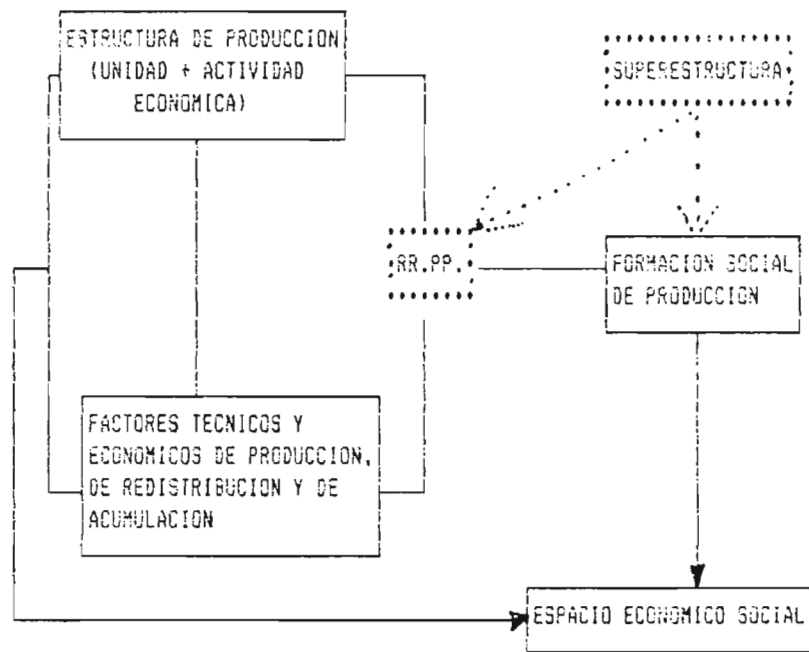 ESTRUCTURA DE PRODUCCION
(UNIDAD + ACTIVIDAD
ECONOMICA)
SUPERESTRUCTURA
RR.PP.
FORMACION SOCIAL
DE PRODUCCION
FACTORES TECNICOS Y
ECONOMICOS DE PRODUCCION,
DE REDISTRIBUCION Y DE
ACUMULACION
ESPACIO ECONOMICO SOCIAL